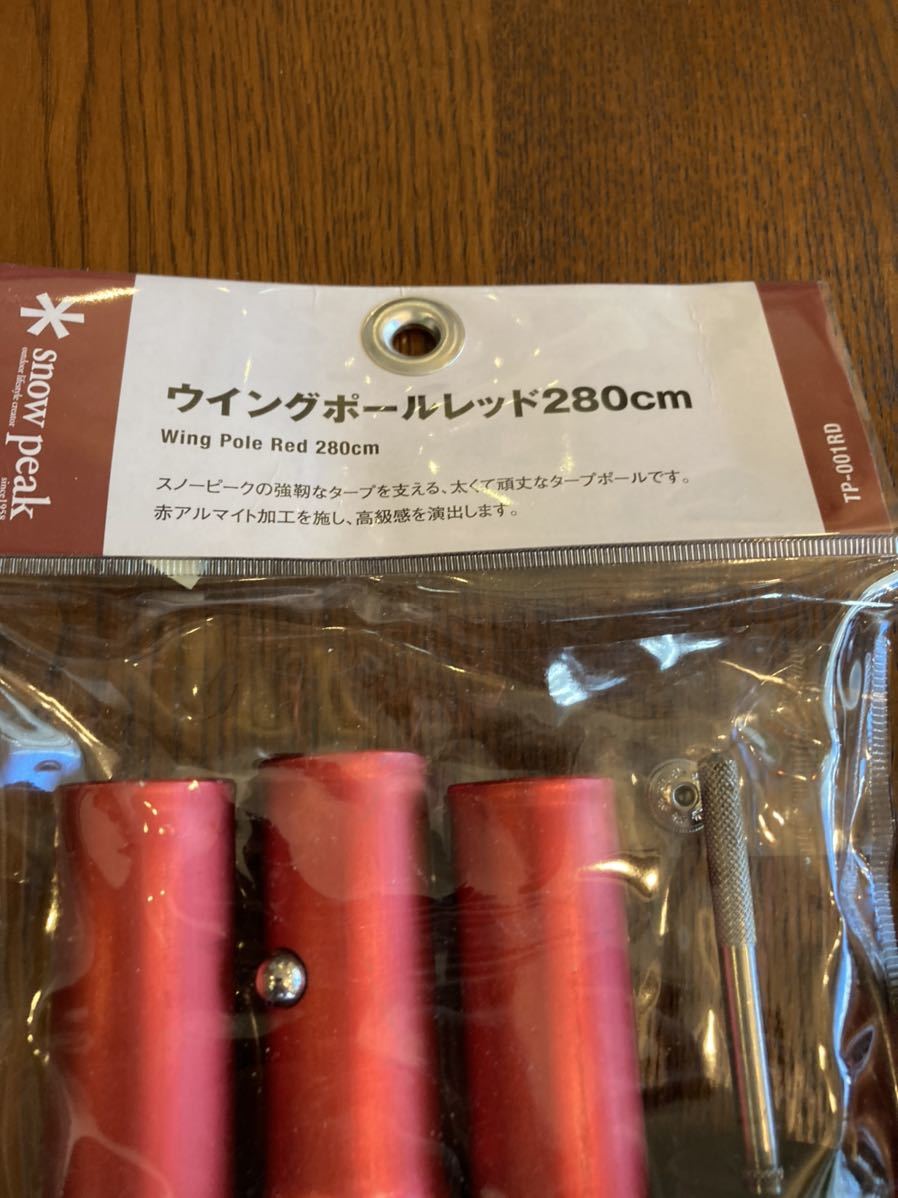 snow peak
outdoor lifestyle creator
since1958
ウイングポールレッド280cm
Wing Pole Red 280cm
スノーピークの強靭なタープを支える、太くて頑丈なタープポールです。
赤アルマイト加工を施し、高級感を演出します。
TP-001RD